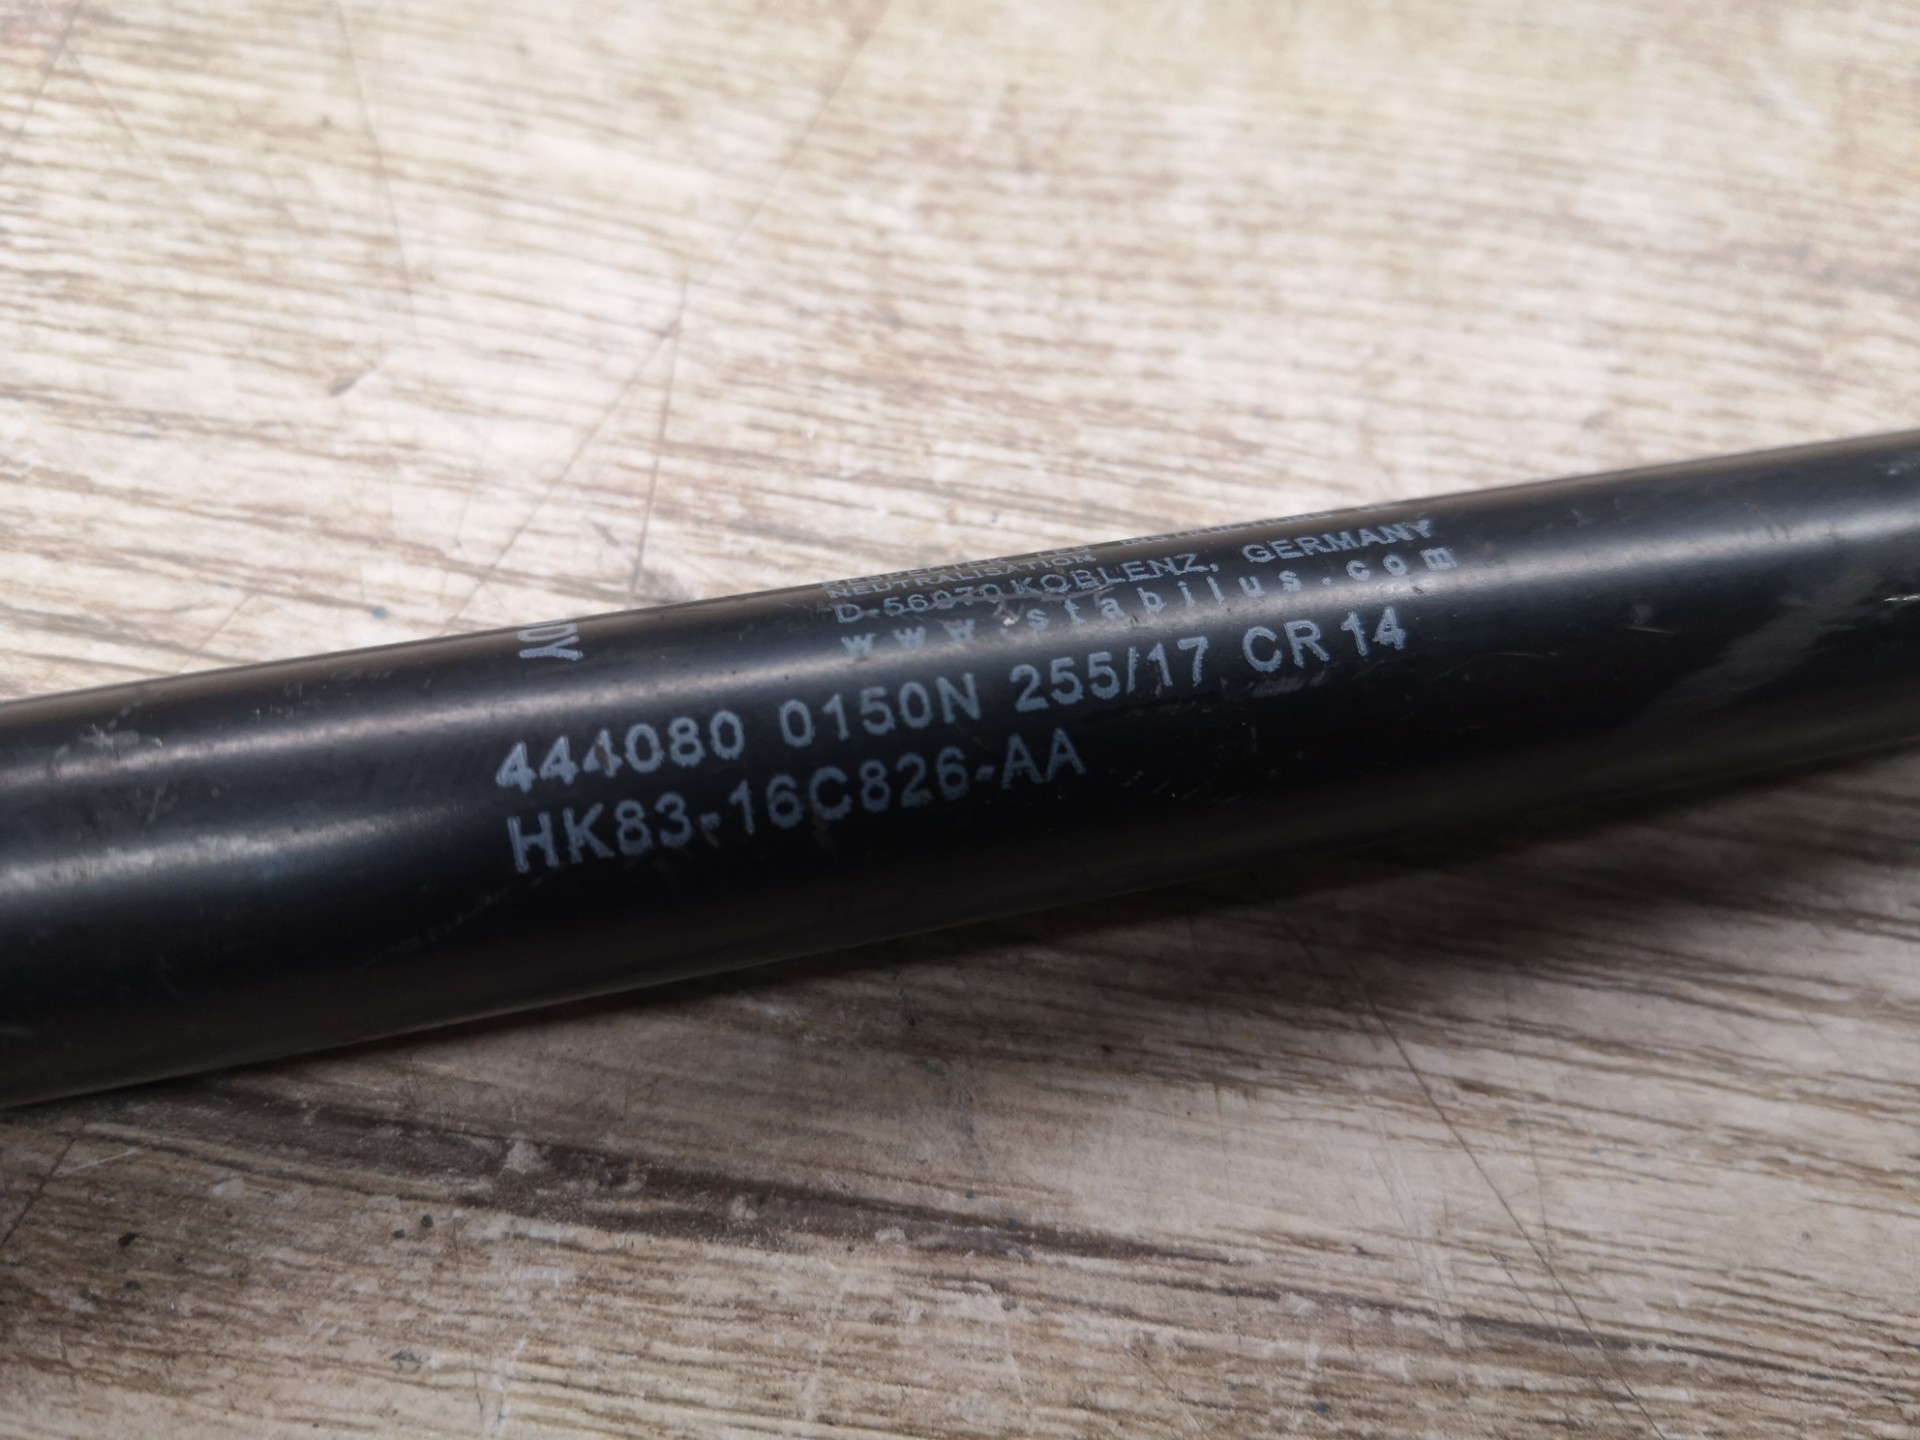 NEUTRALISATION
D-56070 KOBLENZ, GERMANY
www.stabilus.com
444080 0150N 255/17 CR 14
HK83-16C826-AA